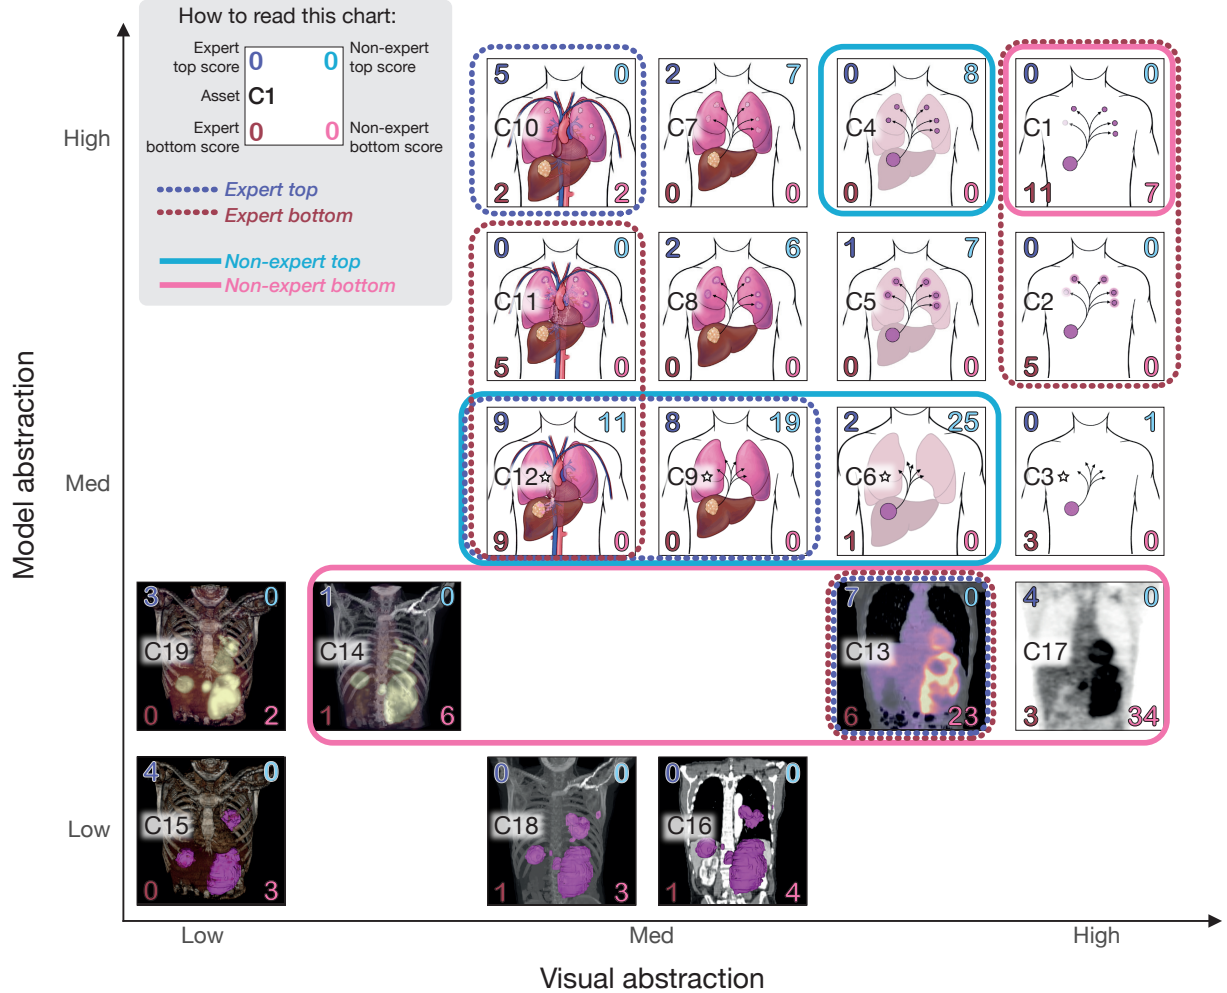 How to read this chart:
Expert top score
0
0
Non-expert top score
Asset
C1
Expert bottom score
0
0
Non-expert bottom score
Expert top
Expert bottom
Non-expert top
Non-expert bottom
Model abstraction
High
5 0
C10
2 2
2 7
C7
0 0
0 8
C4
0 0
0 0
C1
11 7
0 0
C11
5 0
2 6
C8
0 0
1 7
C5
0 0
0 0
C2
5 0
Med
9 11
C12☆
9 0
8 19
C9☆
0 0
2 25
C6☆
1 0
0 1
C3☆
3 0
3 0
C19
0 2
1 0
C14
1 6
7 0
C13
6 23
4 0
C17
3 34
Low
4 0
C15
0 3
0 0
C18
1 3
0 0
C16
1 4
Low
Med
High
Visual abstraction